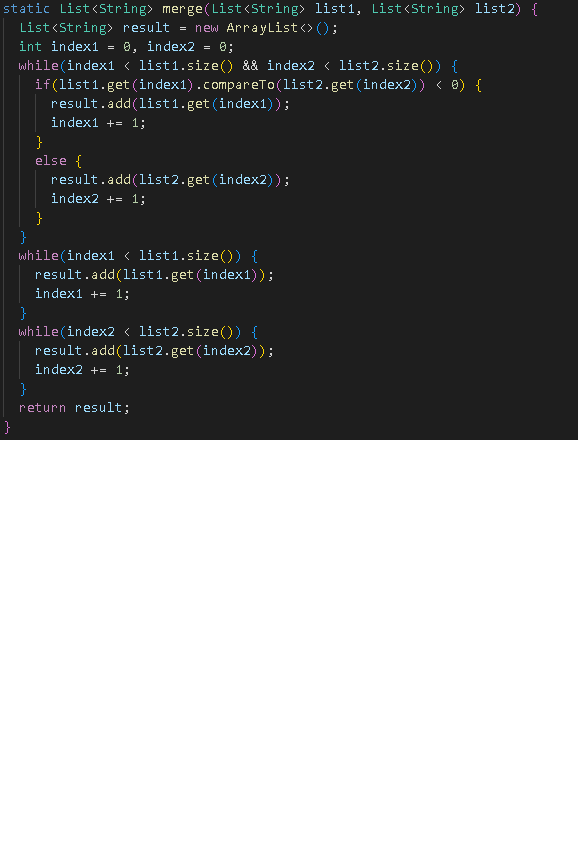 static List<String> merge(List<String> list1, List<String> list2) {
  List<String> result = new ArrayList<>();
  int index1 = 0, index2 = 0;
  while(index1 < list1.size() && index2 < list2.size()) {
    if(list1.get(index1).compareTo(list2.get(index2)) < 0) {
      result.add(list1.get(index1));
      index1 += 1;
    }
    else {
      result.add(list2.get(index2));
      index2 += 1;
    }
  }
  while(index1 < list1.size()) {
    result.add(list1.get(index1));
    index1 += 1;
  }
  while(index2 < list2.size()) {
    result.add(list2.get(index2));
    index2 += 1;
  }
  return result;
}